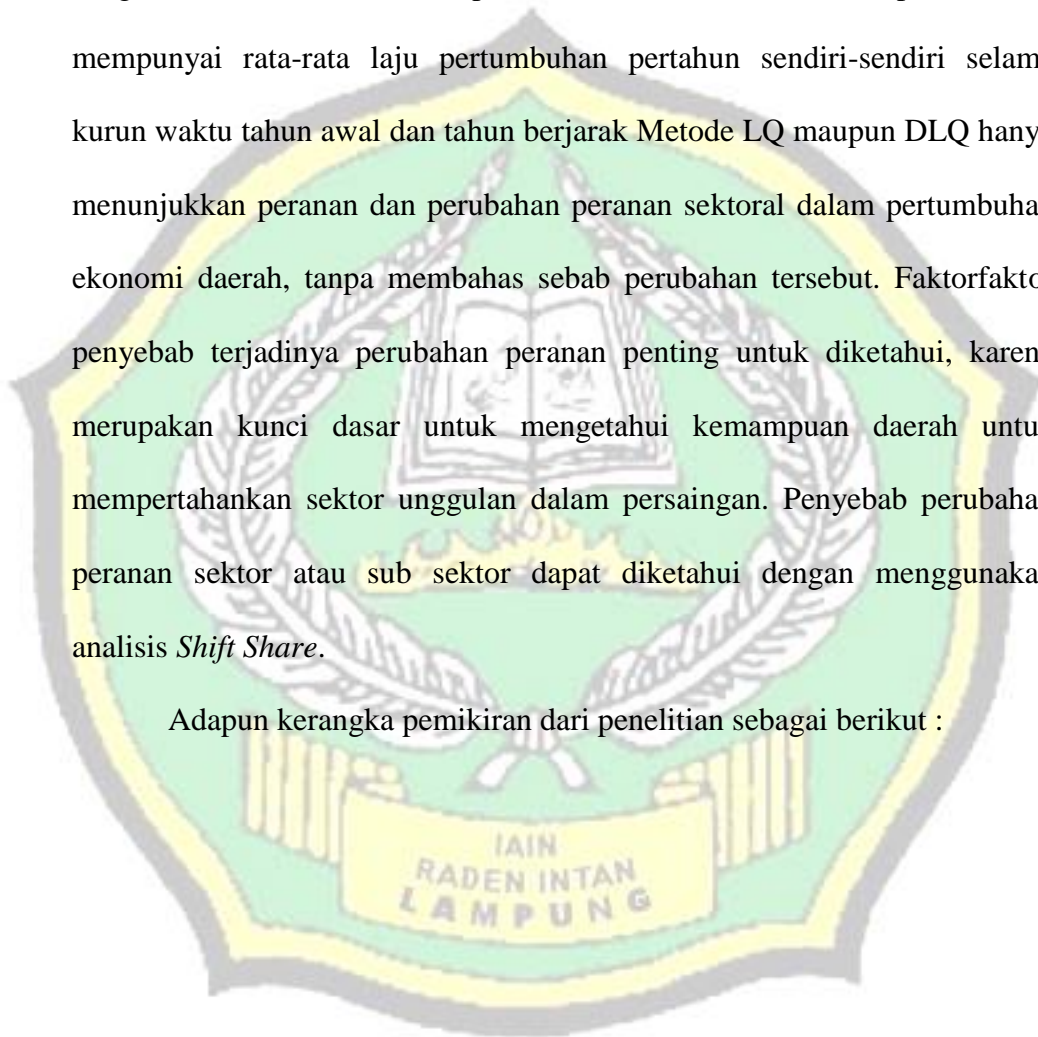 mempunyai rata-rata laju pertumbuhan pertahun sendiri-sendiri selam
kurun waktu tahun awal dan tahun berjarak Metode LQ maupun DLQ hany
menunjukkan peranan dan perubahan peranan sektoral dalam pertumbuha
ekonomi daerah, tanpa membahas sebab perubahan tersebut. Faktorfakto
penyebab terjadinya perubahan peranan penting untuk diketahui, karen
merupakan kunci dasar untuk mengetahui kemampuan daerah untu
mempertahankan sektor unggulan dalam persaingan. Penyebab perubaha
peranan sektor atau sub sektor dapat diketahui dengan menggunaka
analisis Shift Share.
Adapun kerangka pemikiran dari penelitian sebagai berikut :
IAIN
RADEN INTAN
LAMPUNG